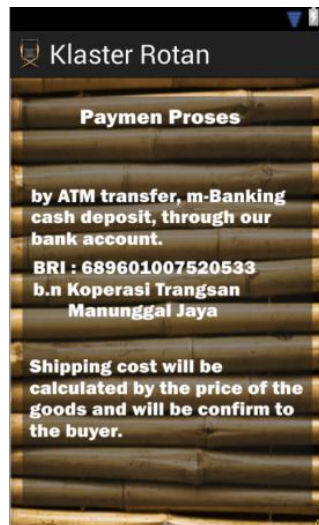 Klaster Rotan
Paymen Proses
by ATM transfer, m-Banking
cash deposit, through our
bank account.
BRI : 689601007520533
b.n Koperasi Trangsan
Manunggal Jaya
Shipping cost will be
calculated by the price of the
goods and will be confirm to
the buyer.